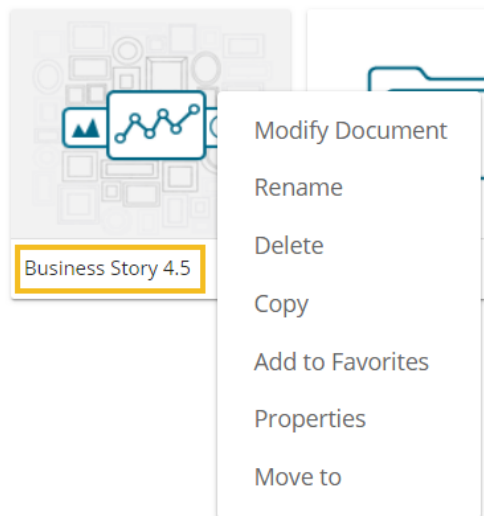 Business Story 4.5
Modify Document
Rename
Delete
Copy
Add to Favorites
Properties
Move to